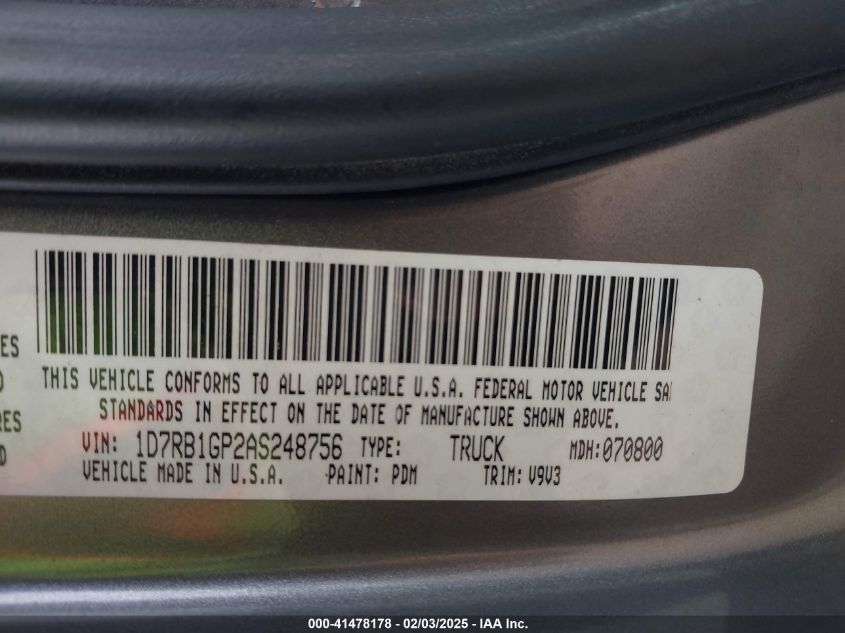 THIS VEHICLE CONFORMS TO ALL APPLICABLE U.S.A. FEDERAL MOTOR VEHICLE SA
STANDARDS IN EFFECT ON THE DATE OF MANUFACTURE SHOWN ABOVE.
VIN: 1D7RB1GP2AS248756 TYPE: TRUCK MDH:070800
VEHICLE MADE IN U.S.A. PAINT: PDM TRIM: V9V3
ES
RES
D
000-41478178 - 02/03/2025 - IAA Inc.